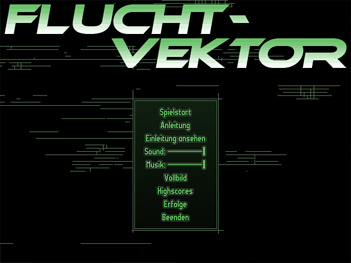 FLUCHT-
VEKTOR
Spielstart
Anleitung
Einleitung ansehen
Sound:
Musik:
Vollbild
Highscores
Erfolge
Beenden